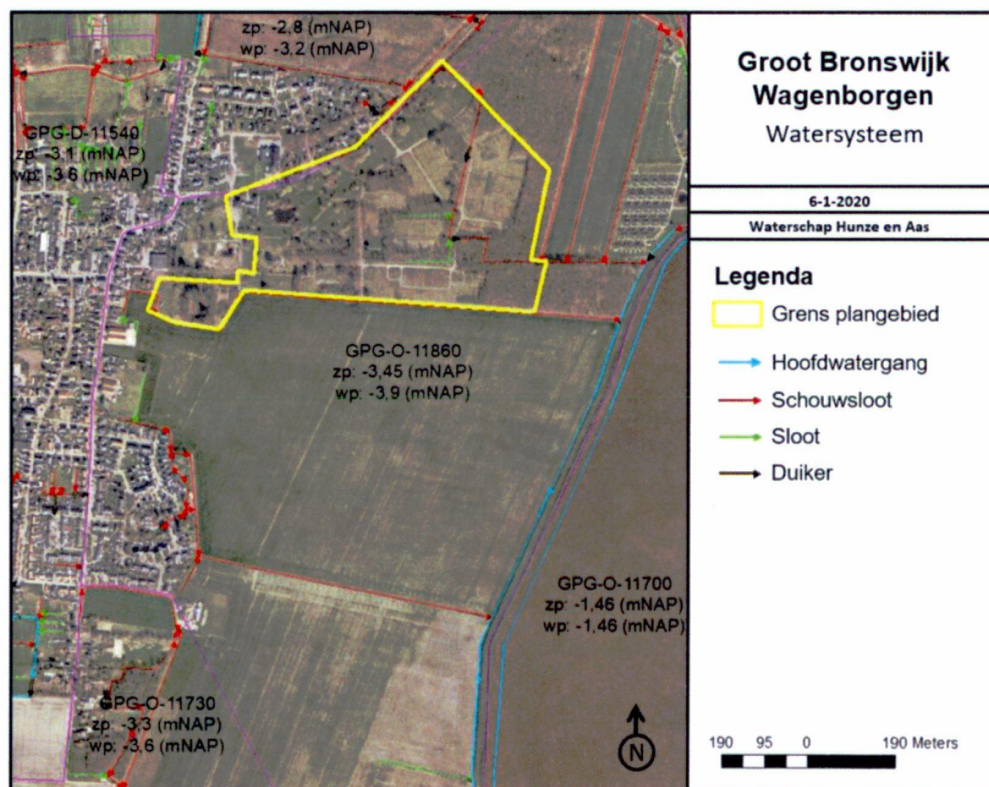 zp: -2,8 (mNAP)
wp: -3,2 (mNAP)
GPG-D-11540
zp: -3,1 (mNAP)
wp: -3,6 (mNAP)
GPG-O-11860
zp: -3,45 (mNAP)
wp: -3,9 (mNAP)
GPG-O-11700
zp: -1,46 (mNAP)
wp: -1,46 (mNAP)
GPG-O-11730
zp: -3,3 (mNAP)
wp: -3,6 (mNAP)
N
Groot Bronswijk
Wagenborgen
Watersysteem
6-1-2020
Waterschap Hunze en Aas
Legenda
Grens plangebied
Hoofdwatergang
Schouwsloot
Sloot
Duiker
190 95 0 190 Meters